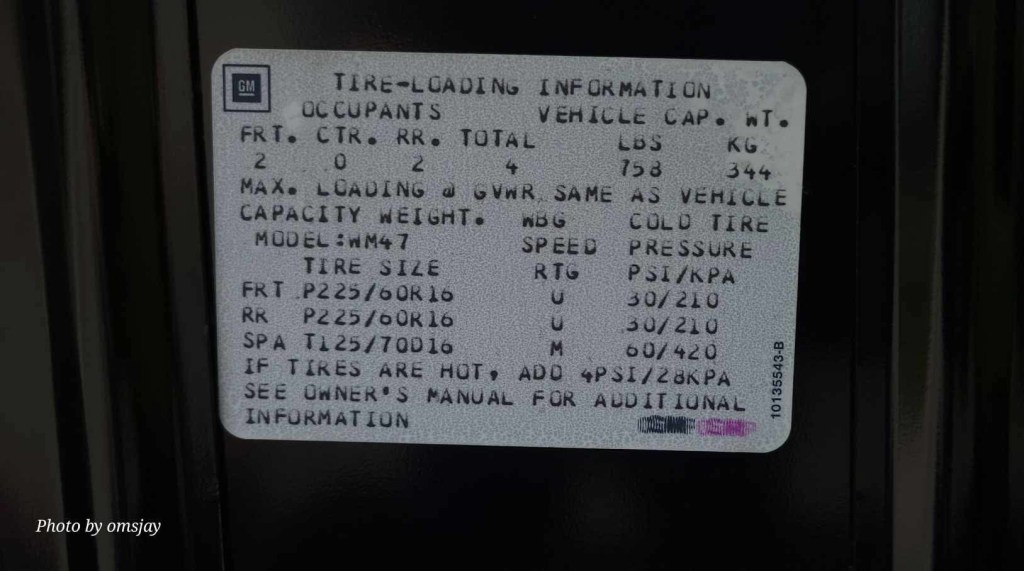 GM
TIRE-LOADING INFORMATION
OCCUPANTS VEHICLE CAP. WT.
FRT. CTR. RR. TOTAL LBS KG
2 0 2 4 758 344
MAX. LOADING @ GVWR SAME AS VEHICLE
CAPACITY WEIGHT. WBG COLD TIRE
MODEL:WM47 SPEED PRESSURE
TIRE SIZE RTG PSI/KPA
FRT P225/60R16 U 30/210
RR P225/60R16 U 30/210
SPA T125/70D16 M 60/420
IF TIRES ARE HOT, ADD 4PSI/28KPA
SEE OWNER'S MANUAL FOR ADDITIONAL
INFORMATION
10135543-B
Photo by omsjay